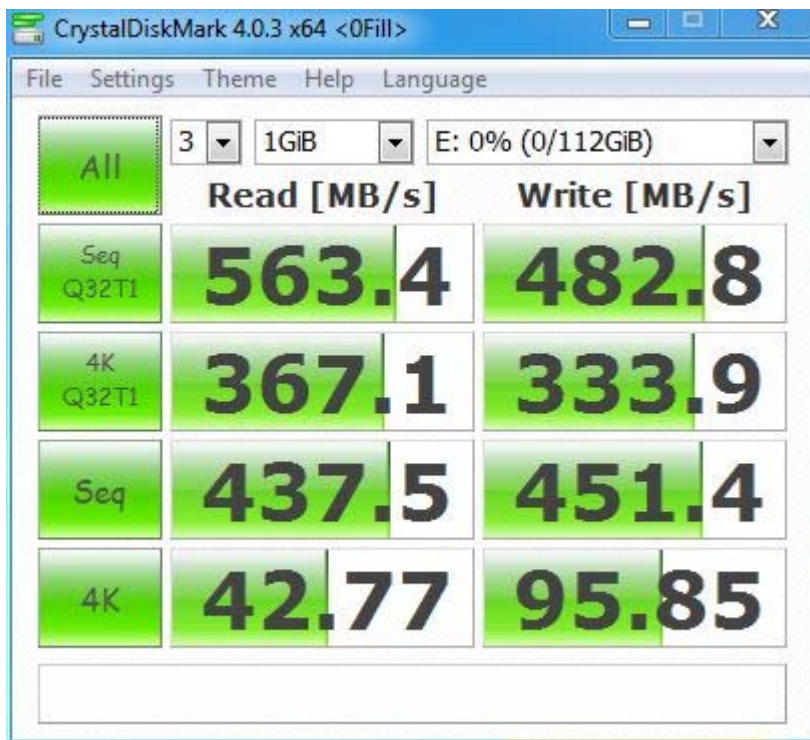 CrystalDiskMark 4.0.3 x64 <0Fill>
File Settings Theme Help Language
All 3 1GiB E: 0% (0/112GiB)
Read [MB/s] Write [MB/s]
Seq
Q32T1 563.4 482.8
4K
Q32T1 367.1 333.9
Seq 437.5 451.4
4K 42.77 95.85